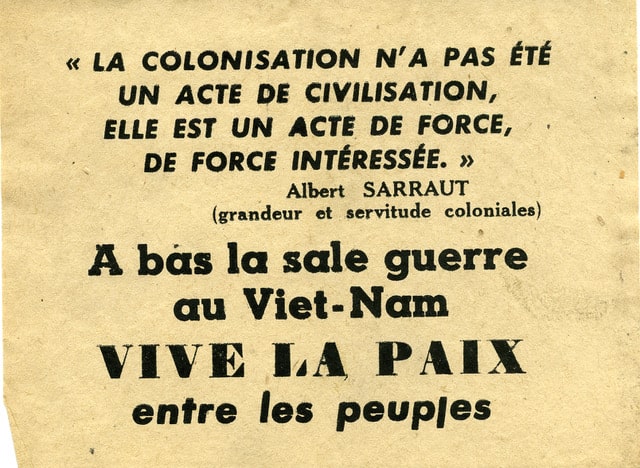 « LA COLONISATION N'A PAS ÉTÉ
UN ACTE DE CIVILISATION,
ELLE EST UN ACTE DE FORCE,
DE FORCE INTÉRESSÉE. »
Albert SARRAUT
(grandeur et servitude coloniales)
A bas la sale guerre
au Viet-Nam
VIVE LA PAIX
entre les peuples